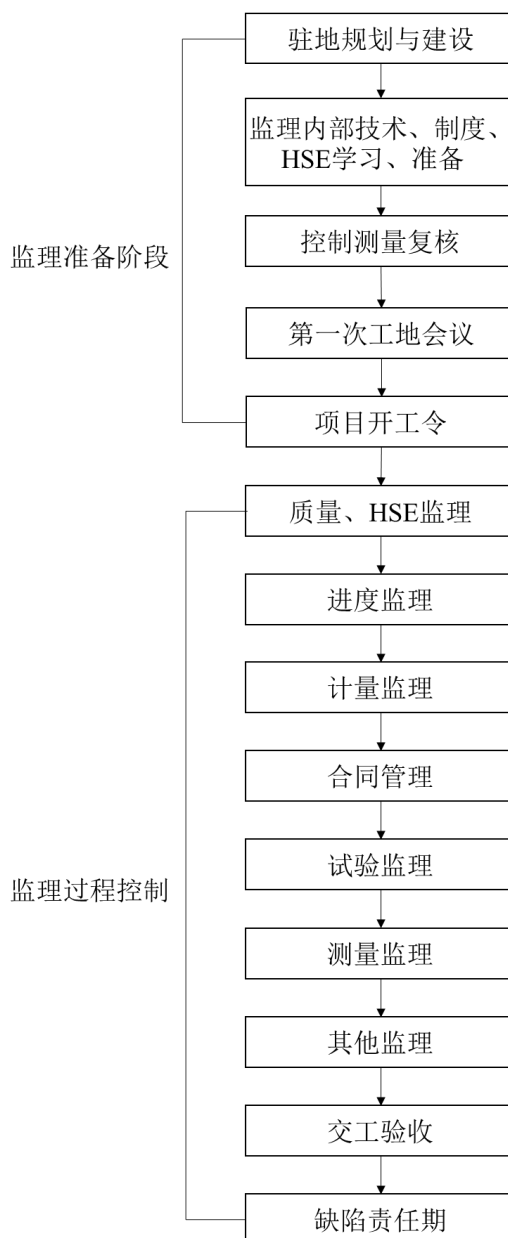 驻地规划与建设
监理内部技术、制度、
HSE学习、准备
控制测量复核
监理准备阶段
第一次工地会议
项目开工令
质量、HSE监理
进度监理
计量监理
合同管理
试验监理
监理过程控制
测量监理
其他监理
交工验收
缺陷责任期